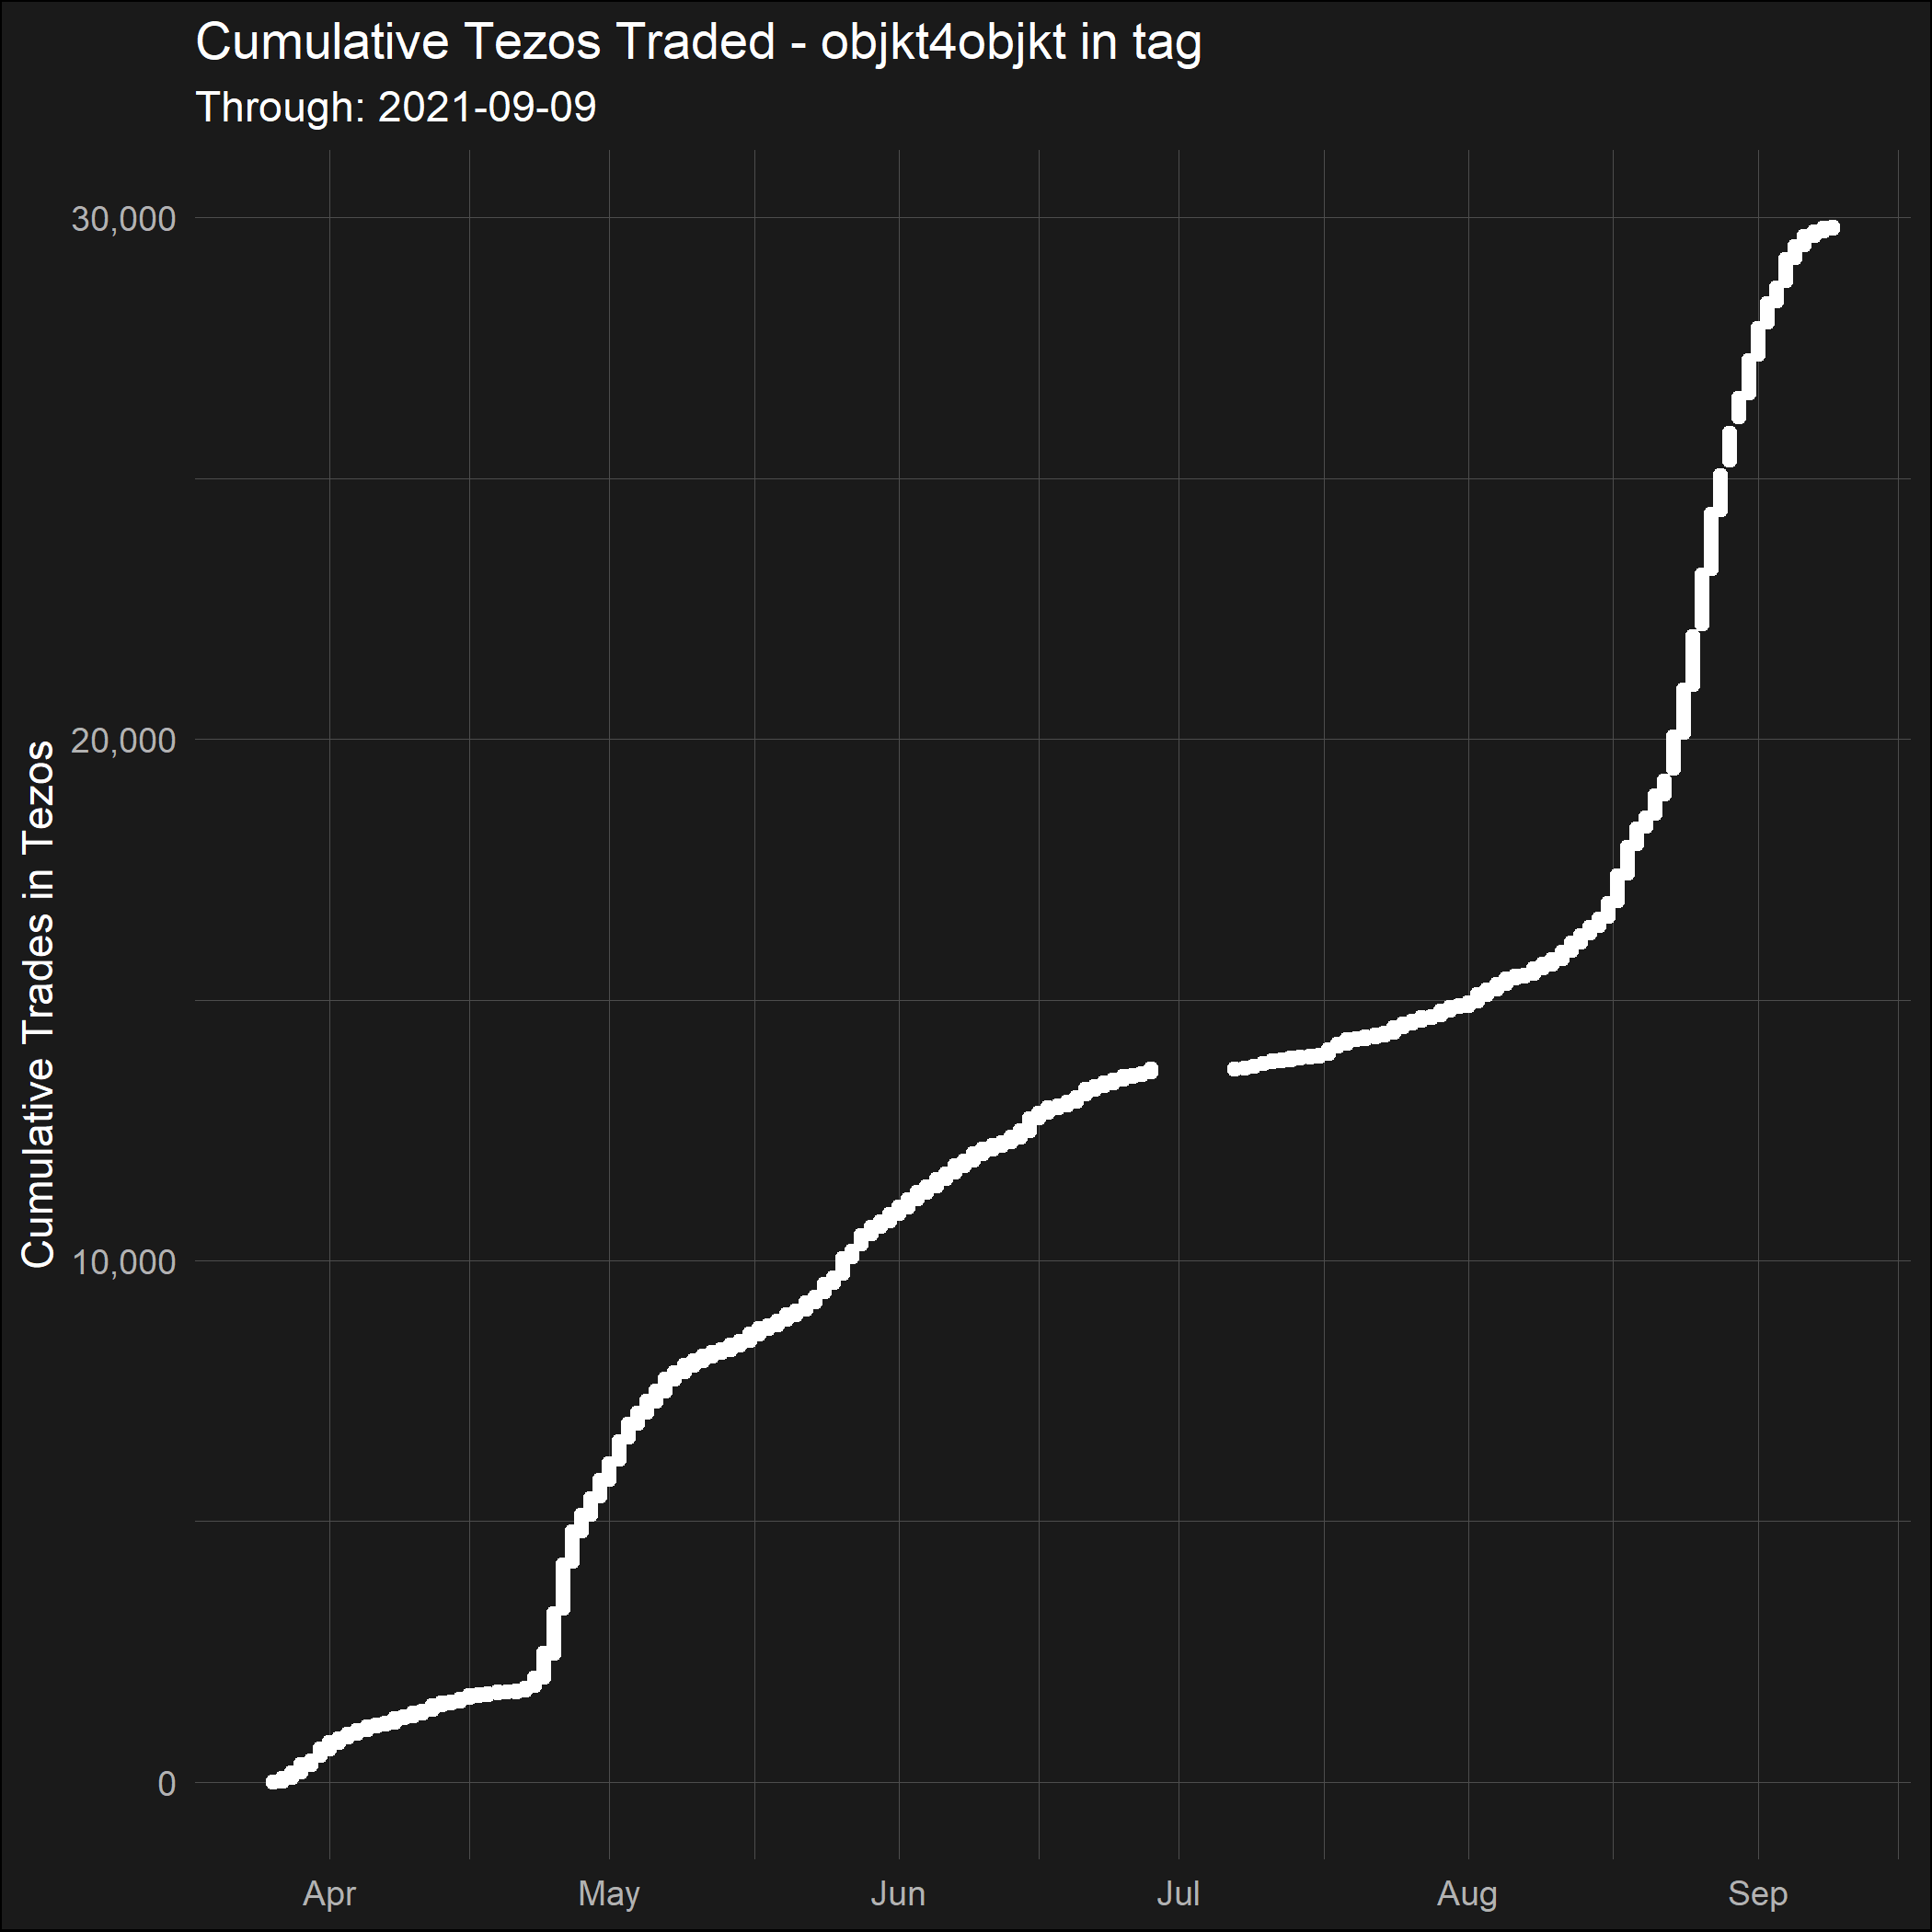 Cumulative Tezos Traded - objkt4objkt in tag
Through: 2021-09-09
Cumulative Trades in Tezos
30,000
20,000
10,000
0
Apr May Jun Jul Aug Sep